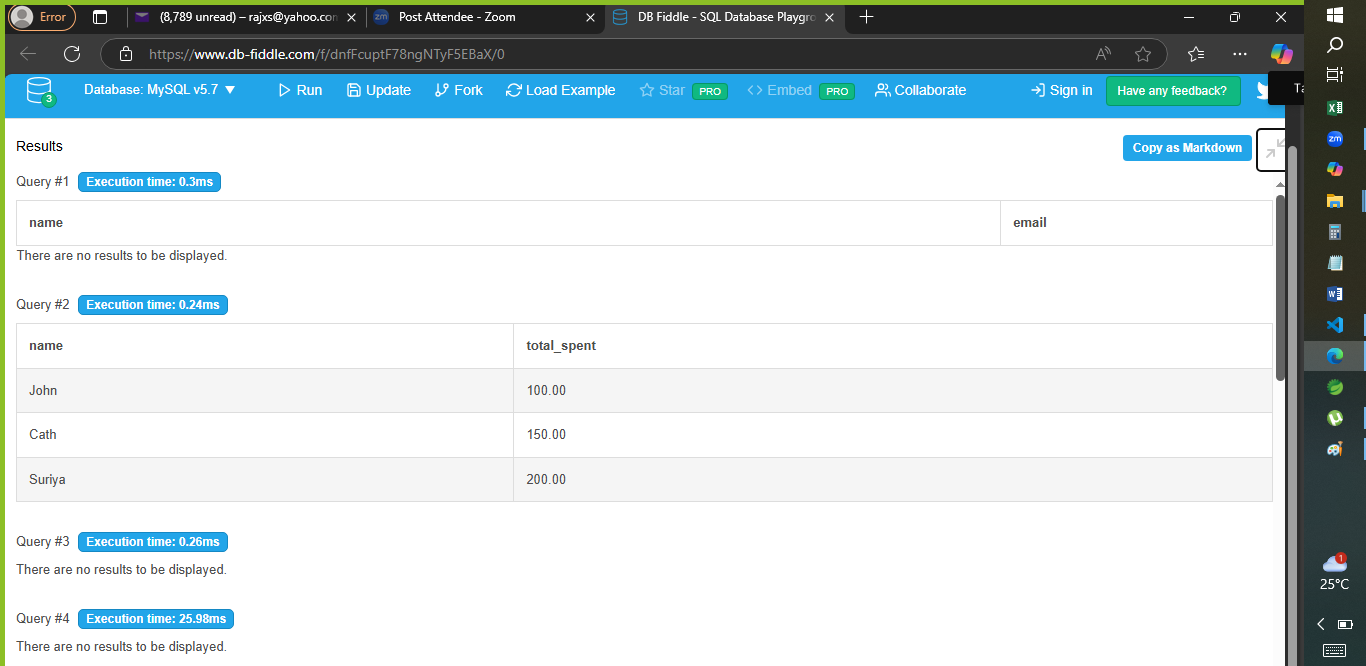 Error
(8,789 unread) – rajxs@yahoo.con
zm
Post Attendee - Zoom
DB Fiddle - SQL Database Playgro
https://www.db-fiddle.com/f/dnfFcuptF78ngNTyF5EBaX/0
3
Database: MySQL v5.7 ▼
Run
Update
Fork
Load Example
Star PRO
Embed PRO
Collaborate
Sign in
Have any feedback?
Ta
Results
Copy as Markdown
Query #1 Execution time: 0.3ms
name email
There are no results to be displayed.
Query #2 Execution time: 0.24ms
name total_spent
John 100.00
Cath 150.00
Suriya 200.00
Query #3 Execution time: 0.26ms
There are no results to be displayed.
Query #4 Execution time: 25.98ms
There are no results to be displayed.
zm
1
25°C